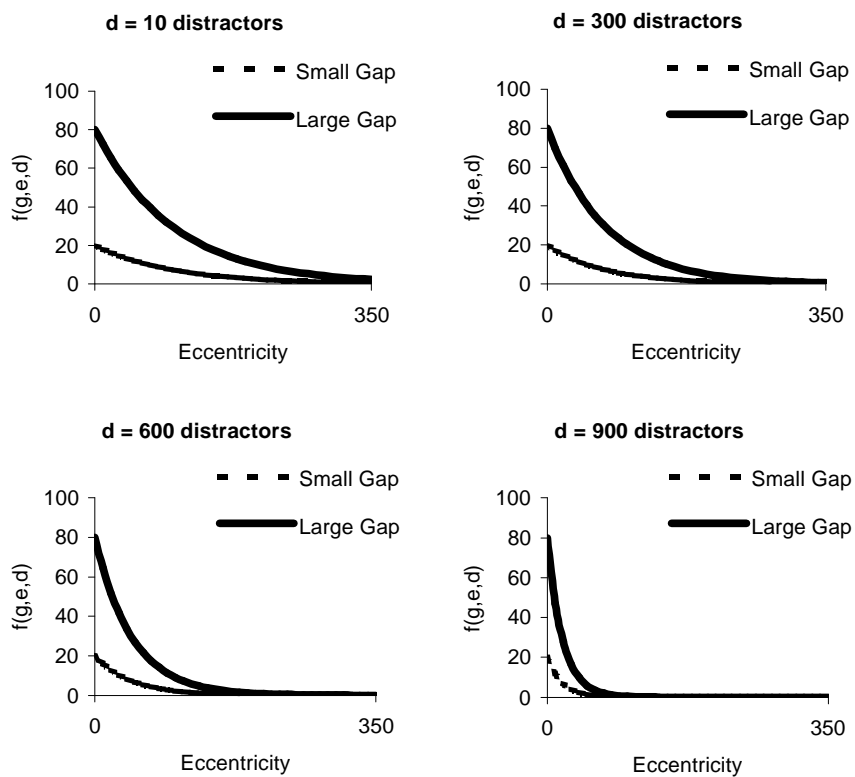 d = 10 distractors
Small Gap
Large Gap
100
80
60
40
20
0
f(g,e,d)
0
350
Eccentricity
d = 300 distractors
Small Gap
Large Gap
100
80
60
40
20
0
f(g,e,d)
0
350
Eccentricity
d = 600 distractors
Small Gap
Large Gap
100
80
60
40
20
0
f(g,e,d)
0
350
Eccentricity
d = 900 distractors
Small Gap
Large Gap
100
80
60
40
20
0
f(g,e,d)
0
350
Eccentricity